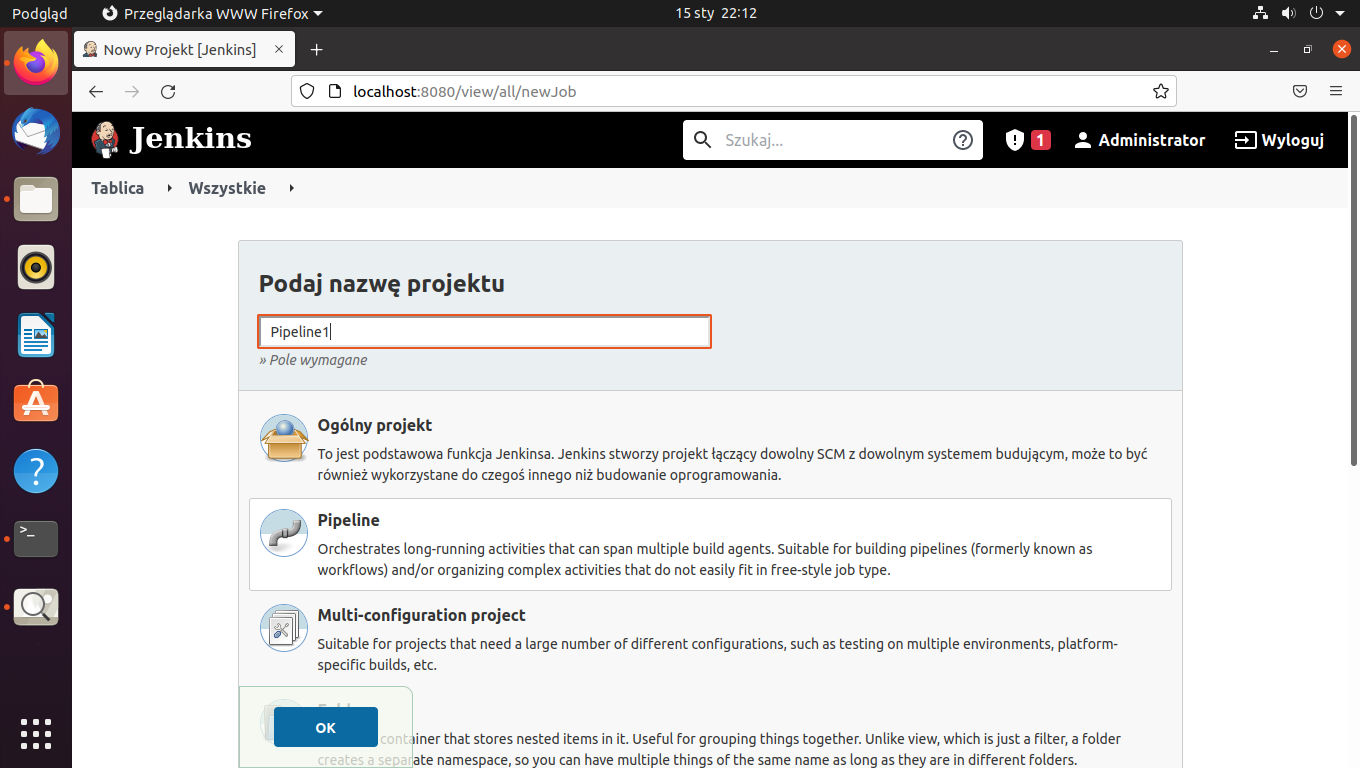 Podgląd
Przeglądarka WWW Firefox
15 sty 22:12
Nowy Projekt [Jenkins]
localhost:8080/view/all/newJob
Jenkins
Szukaj...
1
Administrator
Wyloguj
Tablica
Wszystkie
Podaj nazwę projektu
Pipeline1
» Pole wymagane
Ogólny projekt
To jest podstawowa funkcja Jenkinsa. Jenkins stworzy projekt łączący dowolny SCM z dowolnym systemem budującym, może to być
również wykorzystane do czegoś innego niż budowanie oprogramowania.
Pipeline
Orchestrates long-running activities that can span multiple build agents. Suitable for building pipelines (formerly known as
workflows) and/or organizing complex activities that do not easily fit in free-style job type.
Multi-configuration project
Suitable for projects that need a large number of different configurations, such as testing on multiple environments, platform-
specific builds, etc.
OK
container that stores nested items in it. Useful for grouping things together. Unlike view, which is just a filter, a folder
creates a separate namespace, so you can have multiple things of the same name as long as they are in different folders.